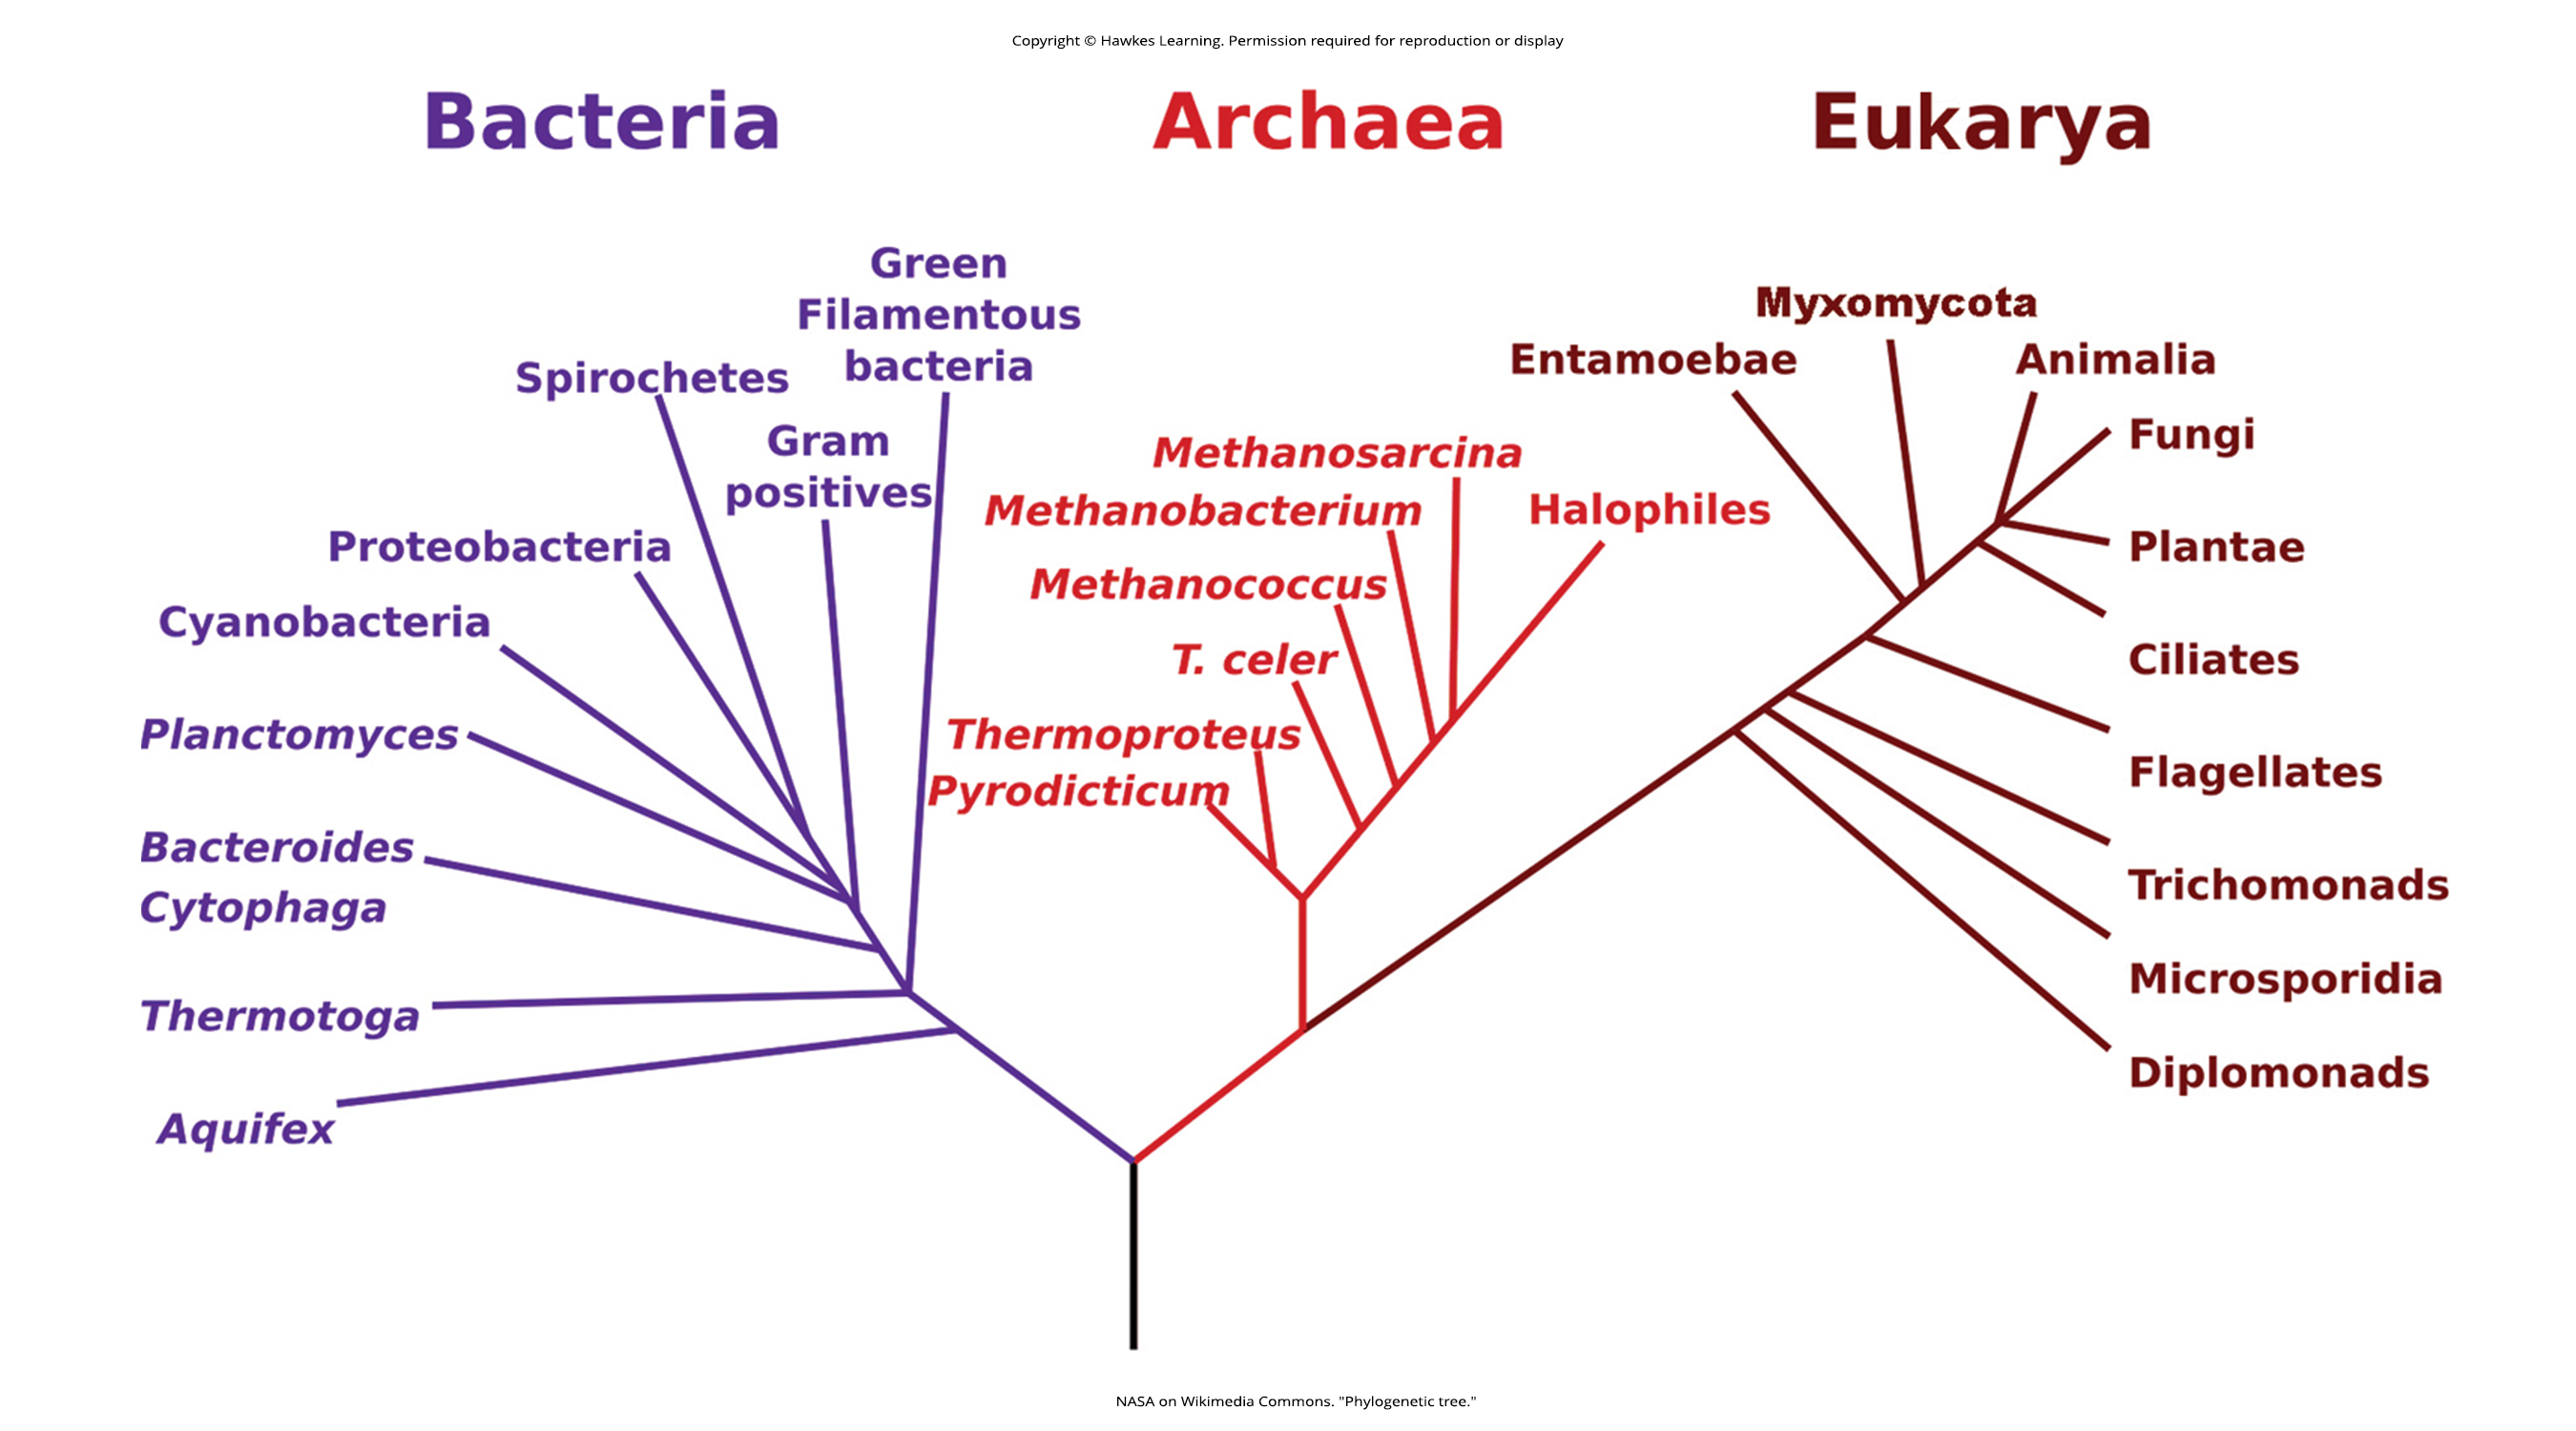 Copyright © Hawkes Learning. Permission required for reproduction or display
Bacteria
Archaea
Eukarya
Green
Filamentous
bacteria
Spirochetes
Gram
positives
Proteobacteria
Cyanobacteria
Planctomyces
Bacteroides
Cytophaga
Thermotoga
Aquifex
Methanosarcina
Methanobacterium
Halophiles
Methanococcus
T. celer
Thermoproteus
Pyrodicticum
Myxomycota
Entamoebae
Animalia
Fungi
Plantae
Ciliates
Flagellates
Trichomonads
Microsporidia
Diplomonads
NASA on Wikimedia Commons. "Phylogenetic tree."